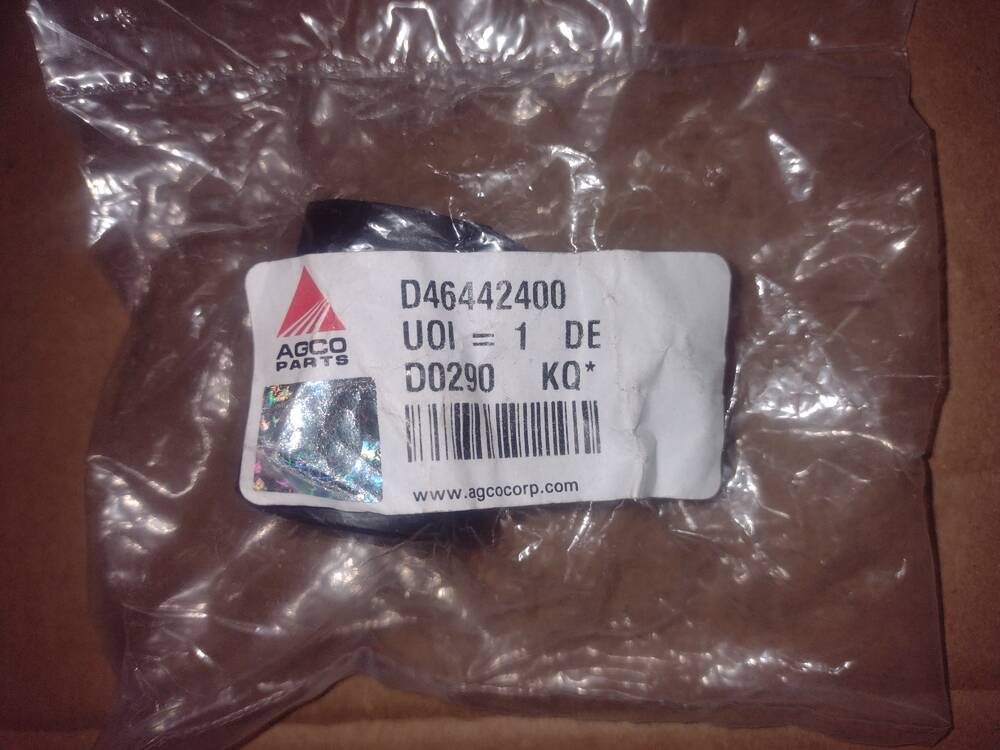 AGCO
PARTS
D46442400
UOI = 1 DE
D0290 KQ*
www.agcocorp.com